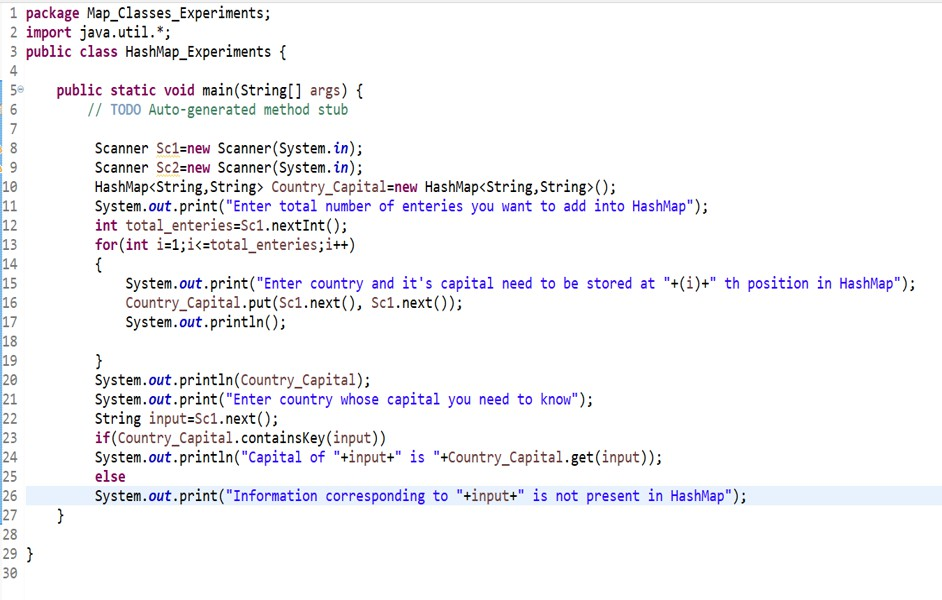 1 package Map_Classes_Experiments;
2 import java.util.*;
3 public class HashMap_Experiments {
4
5 public static void main(String[] args) {
6 // TODO Auto-generated method stub
7
8 Scanner Sc1=new Scanner(System.in);
9 Scanner Sc2=new Scanner(System.in);
10 HashMap<String,String> Country_Capital=new HashMap<String,String>();
11 System.out.print("Enter total number of enteries you want to add into HashMap");
12 int total_enteries=Sc1.nextInt();
13 for(int i=1;i<=total_enteries;i++)
14 {
15 System.out.print("Enter country and it's capital need to be stored at "+(i)+" th position in HashMap");
16 Country_Capital.put(Sc1.next(), Sc1.next());
17 System.out.println();
18
19 }
20 System.out.println(Country_Capital);
21 System.out.print("Enter country whose capital you need to know");
22 String input=Sc1.next();
23 if(Country_Capital.containsKey(input))
24 System.out.println("Capital of "+input+" is "+Country_Capital.get(input));
25 else
26 System.out.print("Information corresponding to "+input+" is not present in HashMap");
27 }
28
29 }
30